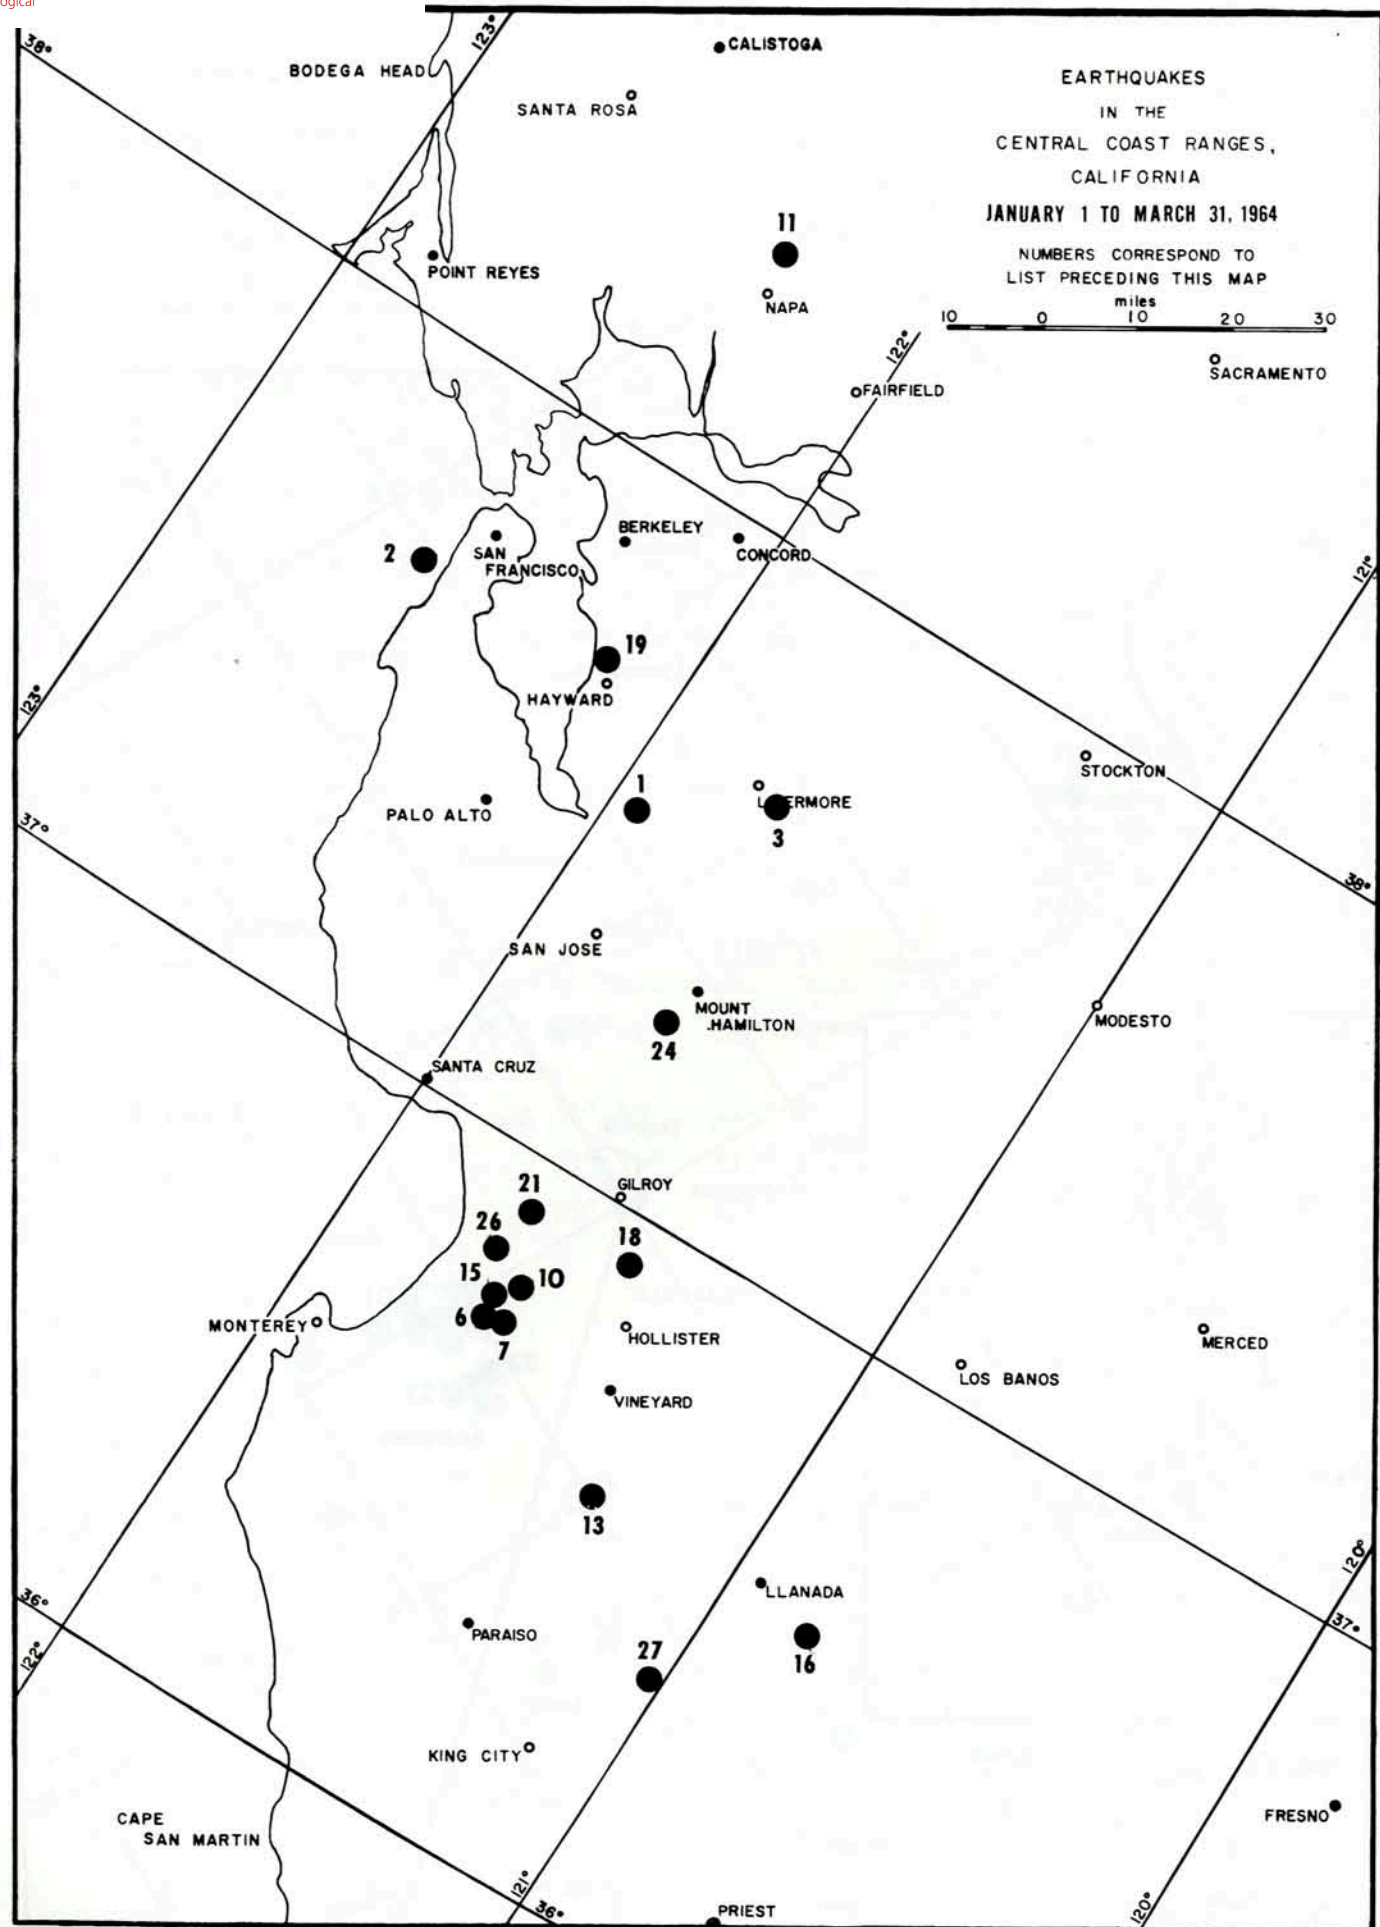 ological
38°
123°
BODEGA HEAD
CALISTOGA
SANTA ROSA
EARTHQUAKES
IN THE
CENTRAL COAST RANGES,
CALIFORNIA
JANUARY 1 TO MARCH 31, 1964
NUMBERS CORRESPOND TO
LIST PRECEDING THIS MAP
miles
10 0 10 20 30
11
POINT REYES
NAPA
122°
SACRAMENTO
FAIRFIELD
2
SAN
FRANCISCO
BERKELEY
CONCORD
121°
19
HAYWARD
123°
STOCKTON
1
PALO ALTO
L ERMORE
3
37°
38°
SAN JOSE
MOUNT
HAMILTON
24
MODESTO
SANTA CRUZ
21
GILROY
26
18
15
10
6
7
MONTEREY
HOLLISTER
MERCED
LOS BANOS
VINEYARD
13
120°
LLANADA
36°
37°
122°
PARAISO
27
16
KING CITY
CAPE
SAN MARTIN
FRESNO
121°
36°
120°
PRIEST